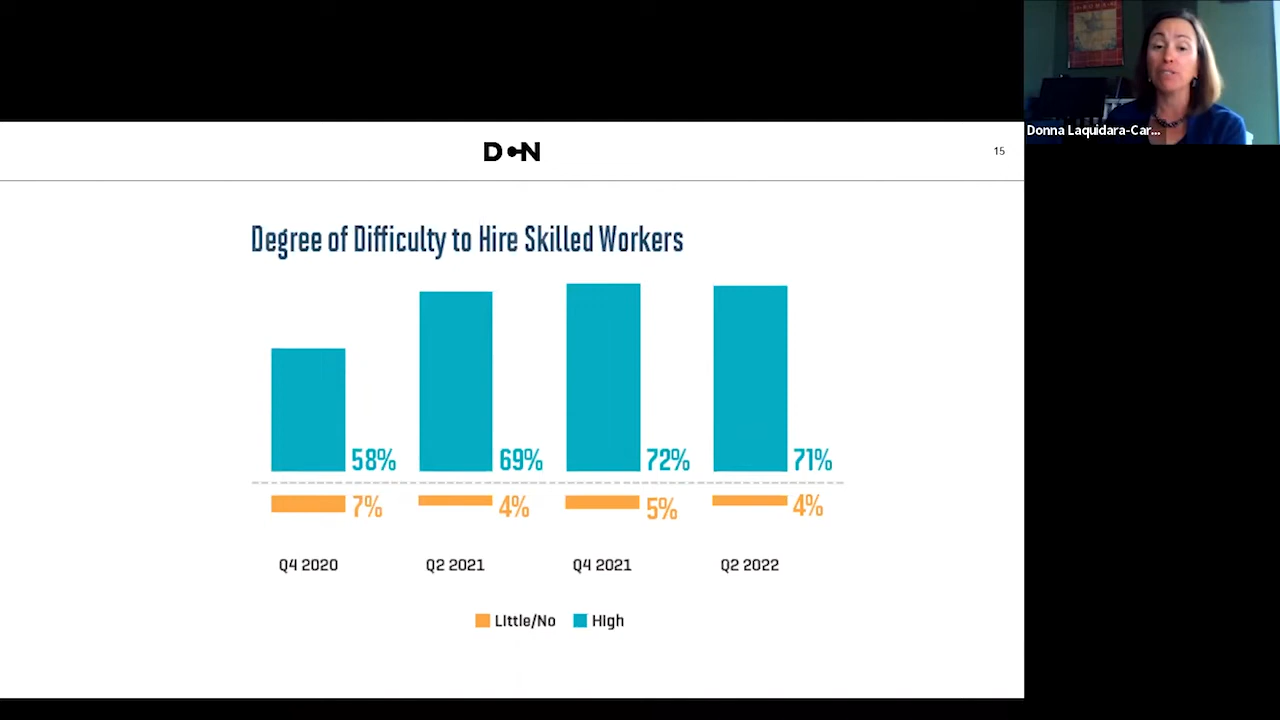 Donna Laquidara-Car...
D N
15
Degree of Difficulty to Hire Skilled Workers
58% 69% 72% 71%
7% 4% 5% 4%
Q4 2020 Q2 2021 Q4 2021 Q2 2022
Little/No High